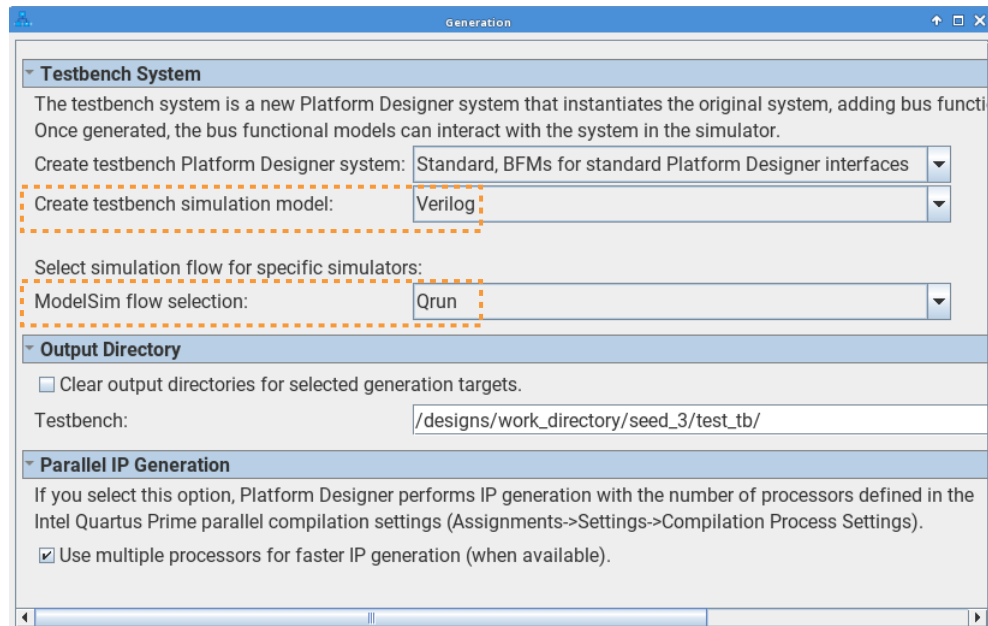 Generation
Testbench System
The testbench system is a new Platform Designer system that instantiates the original system, adding bus functi
Once generated, the bus functional models can interact with the system in the simulator.
Create testbench Platform Designer system: Standard, BFMs for standard Platform Designer interfaces
Create testbench simulation model: Verilog
Select simulation flow for specific simulators:
ModelSim flow selection: Qrun
Output Directory
Clear output directories for selected generation targets.
Testbench: /designs/work_directory/seed_3/test_tb/
Parallel IP Generation
If you select this option, Platform Designer performs IP generation with the number of processors defined in the
Intel Quartus Prime parallel compilation settings (Assignments->Settings->Compilation Process Settings).
Use multiple processors for faster IP generation (when available).